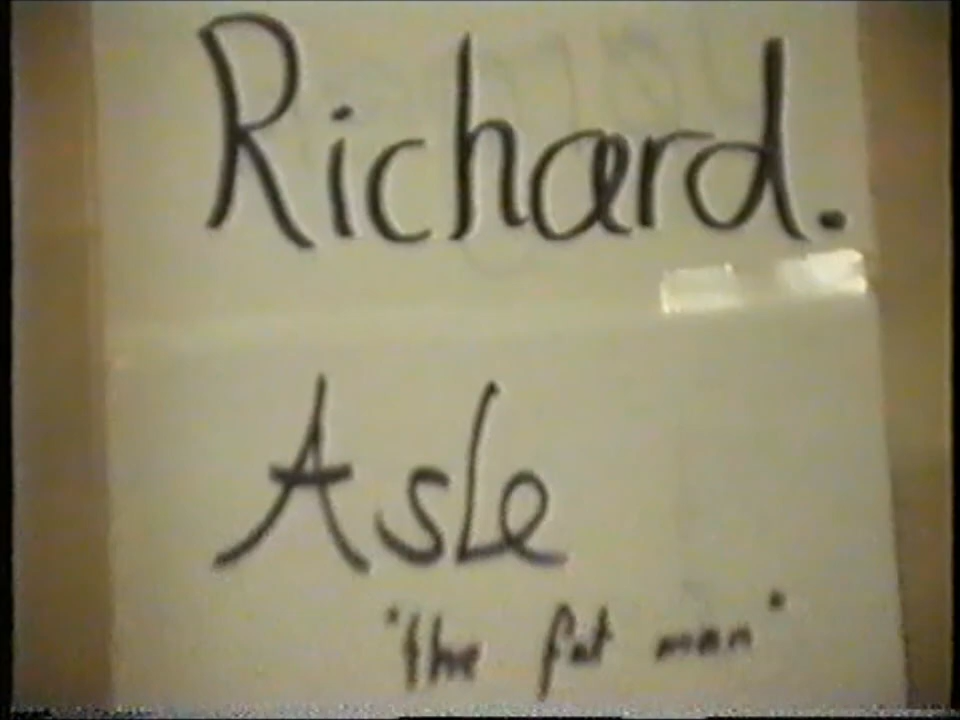 Richard.
Asle
"the fat man"